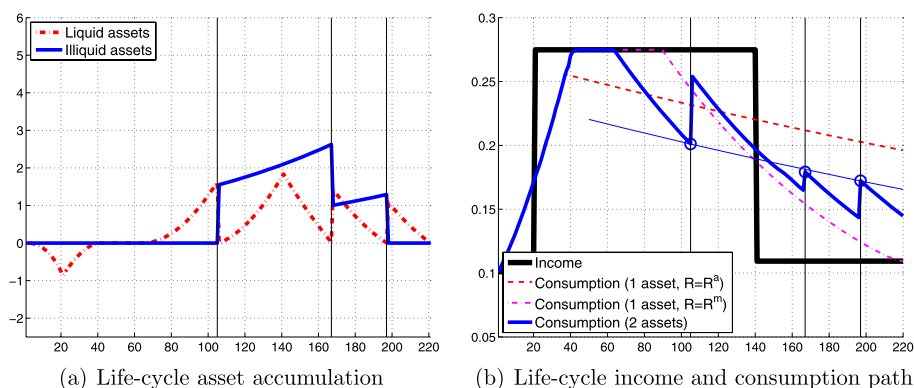 6
5
4
3
2
1
0
−1
−2
20 40 60 80 100 120 140 160 180 200 220
Liquid assets
Illiquid assets
(a) Life-cycle asset accumulation
0.3
0.25
0.2
0.15
0.1
0.05
20 40 60 80 100 120 140 160 180 200 220
Income
Consumption (1 asset, R=Rᵃ)
Consumption (1 asset, R=Rᵐ)
Consumption (2 assets)
(b) Life-cycle income and consumption path